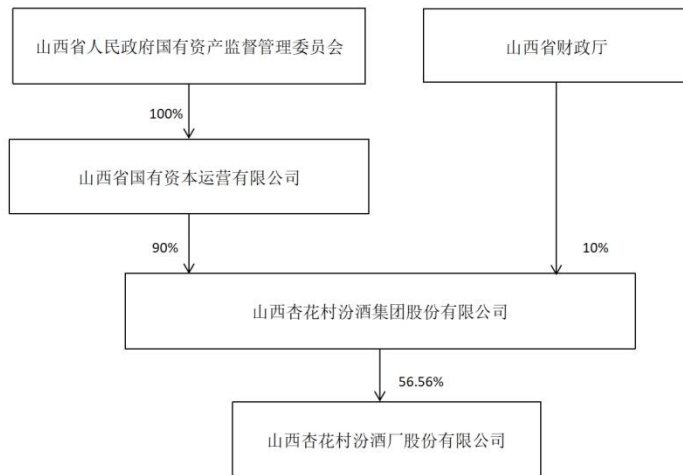 山西省人民政府国有资产监督管理委员会
山西省财政厅
100%
山西省国有资本运营有限公司
90%
10%
山西杏花村汾酒集团股份有限公司
56.56%
山西杏花村汾酒厂股份有限公司